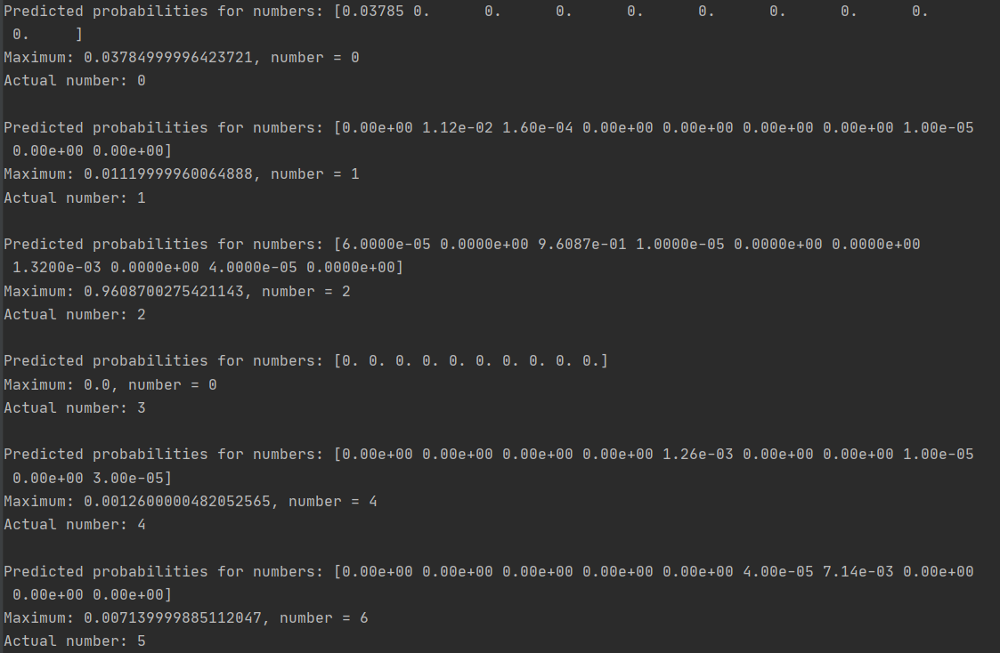 Predicted probabilities for numbers: [0.03785 0.      0.      0.      0.      0.      0.      0.      0.
 0.     ]
Maximum: 0.03784999996423721, number = 0
Actual number: 0

Predicted probabilities for numbers: [0.00e+00 1.12e-02 1.60e-04 0.00e+00 0.00e+00 0.00e+00 0.00e+00 1.00e-05
 0.00e+00 0.00e+00]
Maximum: 0.01119999960064888, number = 1
Actual number: 1

Predicted probabilities for numbers: [6.0000e-05 0.0000e+00 9.6087e-01 1.0000e-05 0.0000e+00 0.0000e+00
 1.3200e-03 0.0000e+00 4.0000e-05 0.0000e+00]
Maximum: 0.9608700275421143, number = 2
Actual number: 2

Predicted probabilities for numbers: [0. 0. 0. 0. 0. 0. 0. 0. 0. 0.]
Maximum: 0.0, number = 0
Actual number: 3

Predicted probabilities for numbers: [0.00e+00 0.00e+00 0.00e+00 0.00e+00 1.26e-03 0.00e+00 0.00e+00 1.00e-05
 0.00e+00 3.00e-05]
Maximum: 0.0012600000482052565, number = 4
Actual number: 4

Predicted probabilities for numbers: [0.00e+00 0.00e+00 0.00e+00 0.00e+00 0.00e+00 4.00e-05 7.14e-03 0.00e+00
 0.00e+00 0.00e+00]
Maximum: 0.007139999885112047, number = 6
Actual number: 5